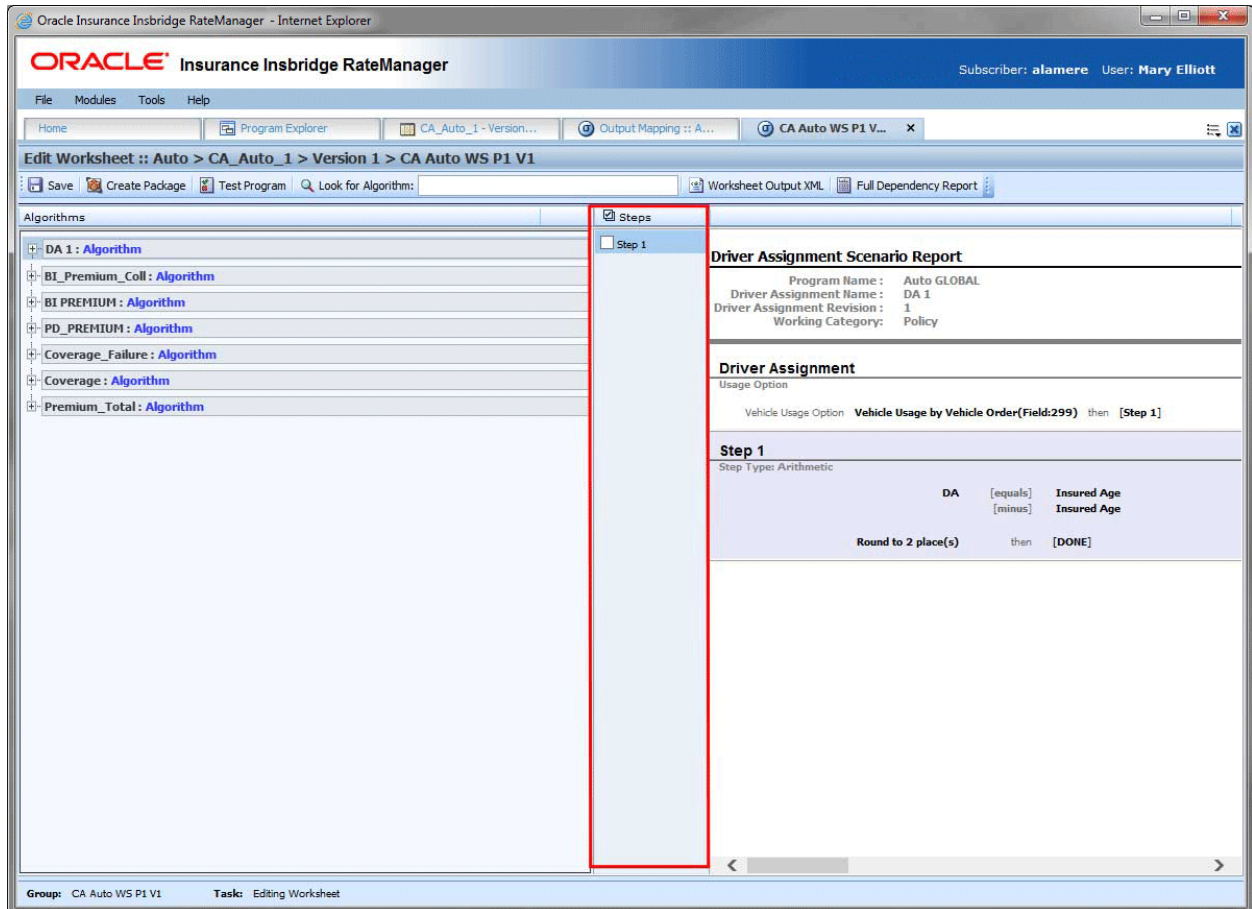 Oracle Insurance Insbridge RateManager - Internet Explorer
ORACLE Insurance Insbridge RateManager
Subscriber: alamere User: Mary Elliott
File Modules Tools Help
Home Program Explorer CA_Auto_1 - Version... Output Mapping :: A... CA Auto WS P1 V... x
Edit Worksheet :: Auto > CA_Auto_1 > Version 1 > CA Auto WS P1 V1
Save Create Package Test Program Look for Algorithm: Worksheet Output XML Full Dependency Report
Algorithms Steps
DA 1 : Algorithm
BI_Premium_Coll : Algorithm
BI PREMIUM : Algorithm
PD_PREMIUM : Algorithm
Coverage_Failure : Algorithm
Coverage : Algorithm
Premium_Total : Algorithm
Step 1
Driver Assignment Scenario Report
Program Name : Auto GLOBAL
Driver Assignment Name : DA 1
Driver Assignment Revision : 1
Working Category: Policy
Driver Assignment
Usage Option
Vehicle Usage Option Vehicle Usage by Vehicle Order(Field:299) then [Step 1]
Step 1
Step Type: Arithmetic
DA [equals] Insured Age
[minus] Insured Age
Round to 2 place(s) then [DONE]
Group: CA Auto WS P1 V1 Task: Editing Worksheet